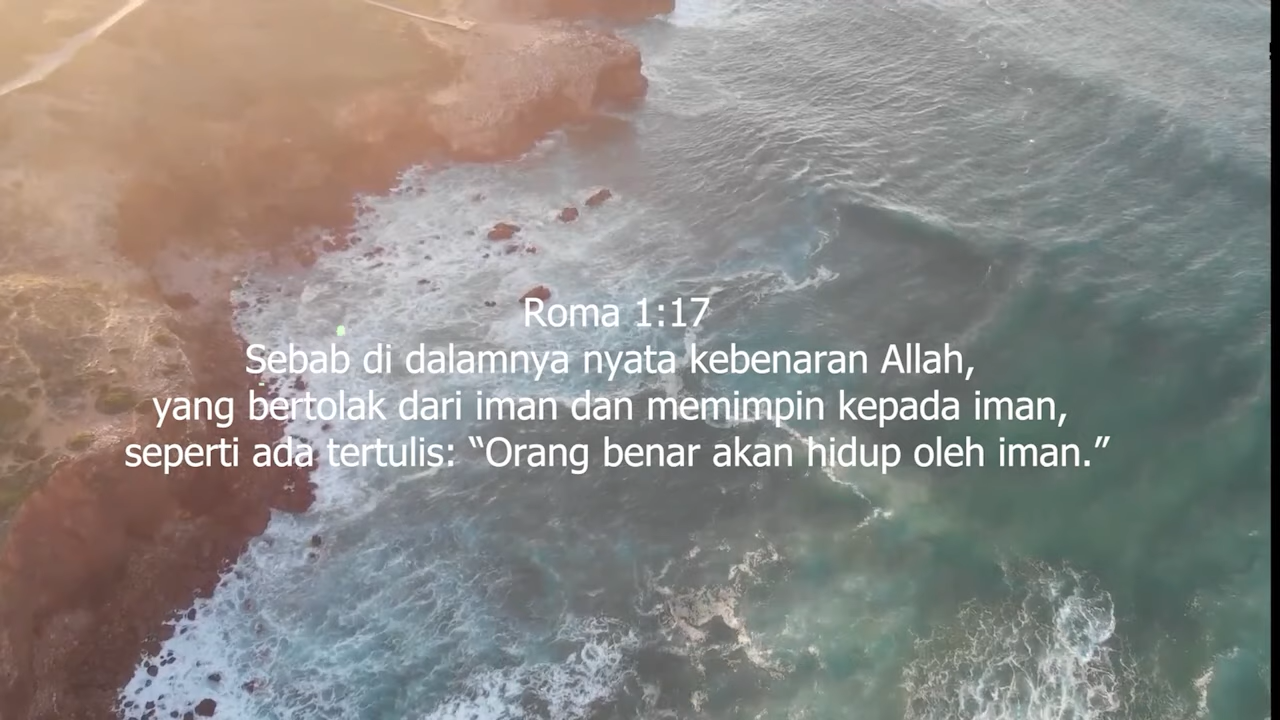 Roma 1:17
Sebab di dalamnya nyata kebenaran Allah,
yang bertolak dari iman dan memimpin kepada iman,
seperti ada tertulis: “Orang benar akan hidup oleh iman.”